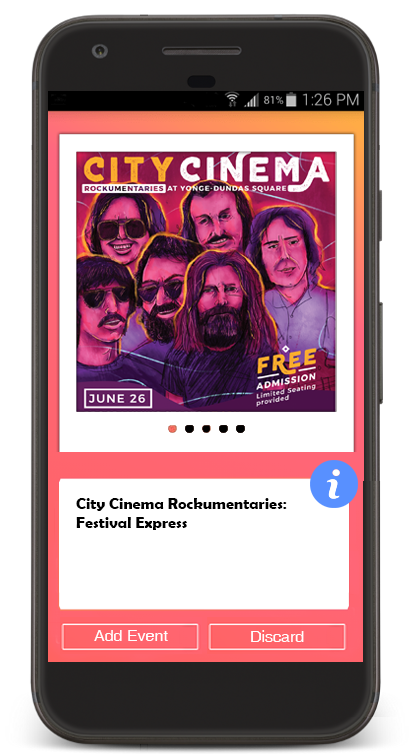 81% 1:26 PM
CITY CINEMA
ROCKUMENTARIES AT YONGE-DUNDAS SQUARE
FREE
ADMISSION
Limited Seating
provided
JUNE 26
i
City Cinema Rockumentaries:
Festival Express
Add Event Discard